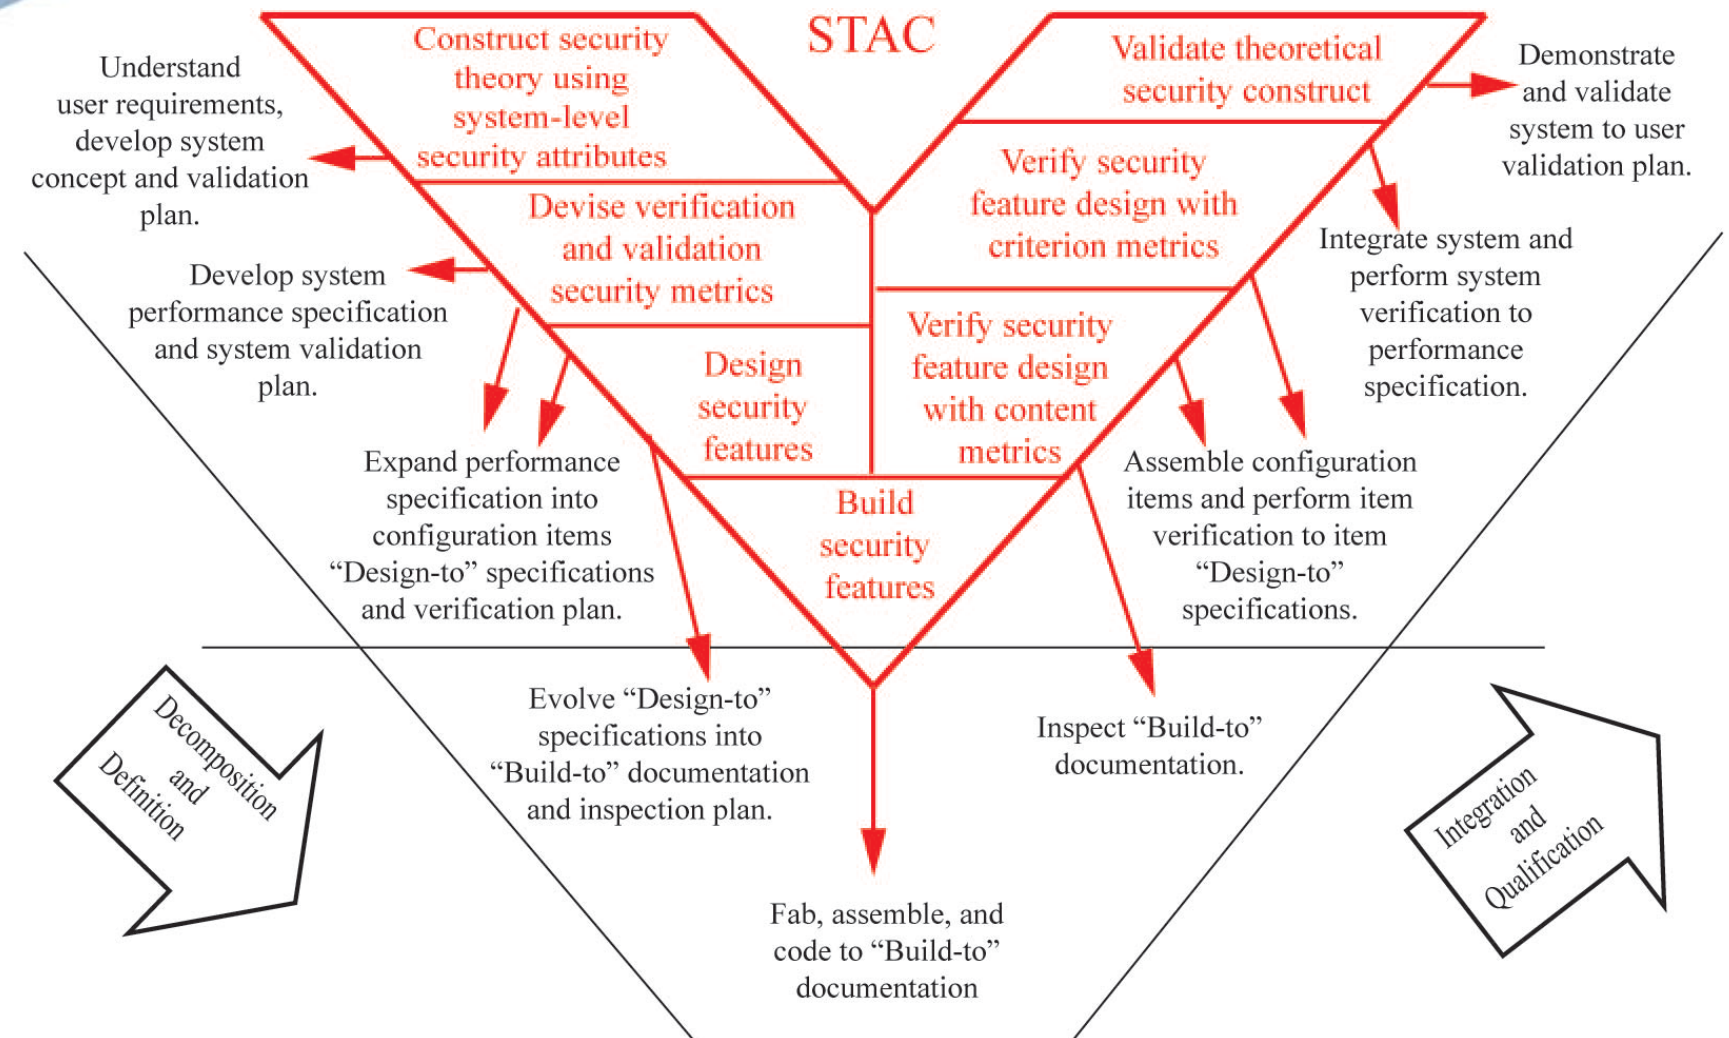 STAC
Construct security
theory using
system-level
security attributes
Validate theoretical
security construct
Understand
user requirements,
develop system
concept and validation
plan.
Demonstrate
and validate
system to user
validation plan.
Devise verification
and validation
security metrics
Verify security
feature design with
criterion metrics
Develop system
performance specification
and system validation
plan.
Integrate system and
perform system
verification to
performance
specification.
Design
security
features
Verify security
feature design
with content
metrics
Expand performance
specification into
configuration items
“Design-to” specifications
and verification plan.
Build
security
features
Assemble configuration
items and perform item
verification to item
“Design-to”
specifications.
Evolve “Design-to”
specifications into
“Build-to” documentation
and inspection plan.
Inspect “Build-to”
documentation.
Decomposition
and
Definition
Integration
and
Qualification
Fab, assemble, and
code to “Build-to”
documentation